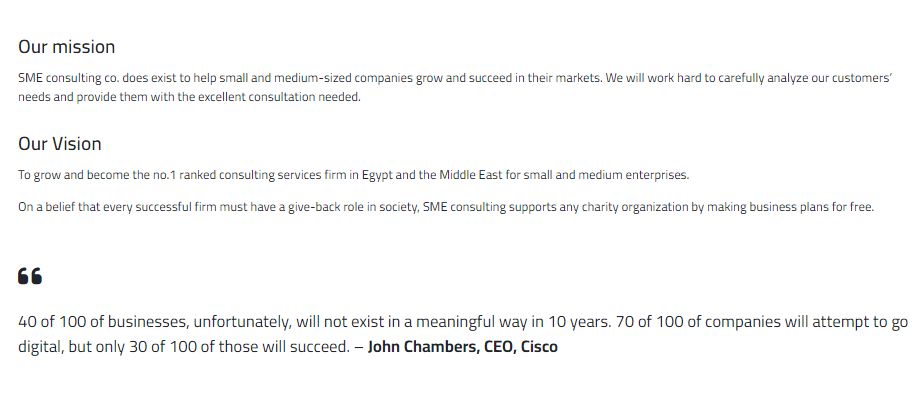 Our mission
SME consulting co. does exist to help small and medium-sized companies grow and succeed in their markets. We will work hard to carefully analyze our customers’
needs and provide them with the excellent consultation needed.
Our Vision
To grow and become the no.1 ranked consulting services firm in Egypt and the Middle East for small and medium enterprises.
On a belief that every successful firm must have a give-back role in society, SME consulting supports any charity organization by making business plans for free.
“
40 of 100 of businesses, unfortunately, will not exist in a meaningful way in 10 years. 70 of 100 of companies will attempt to go
digital, but only 30 of 100 of those will succeed. – John Chambers, CEO, Cisco